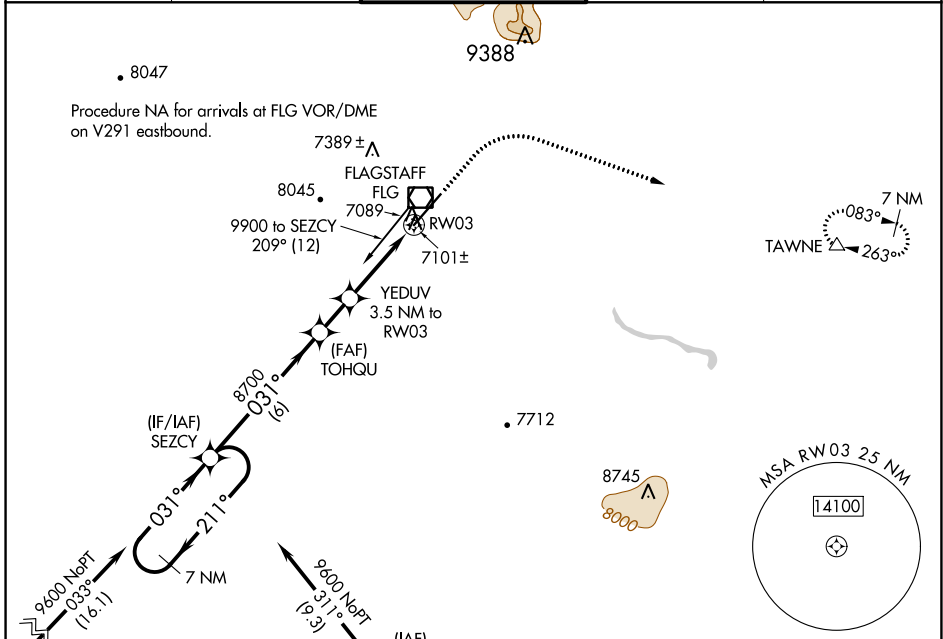 9388
8047
Procedure NA for arrivals at FLG VOR/DME
on V291 eastbound.
7389 ±
FLAGSTAFF
FLG
8045
7089
RW03
9900 to SEZCY
209° (12)
7101±
7 NM
083°
TAWNE
263°
YEDUV
3.5 NM to
RW03
(FAF)
TOHQU
8700
031°
(6)
(IF/IAF)
SEZCY
7712
031°
211°
7 NM
8745
8000
MSA RW03 25 NM
14100
9600 NoPT
033°
(16.1)
9600 NoPT
311°
(9.3)
(IAF)